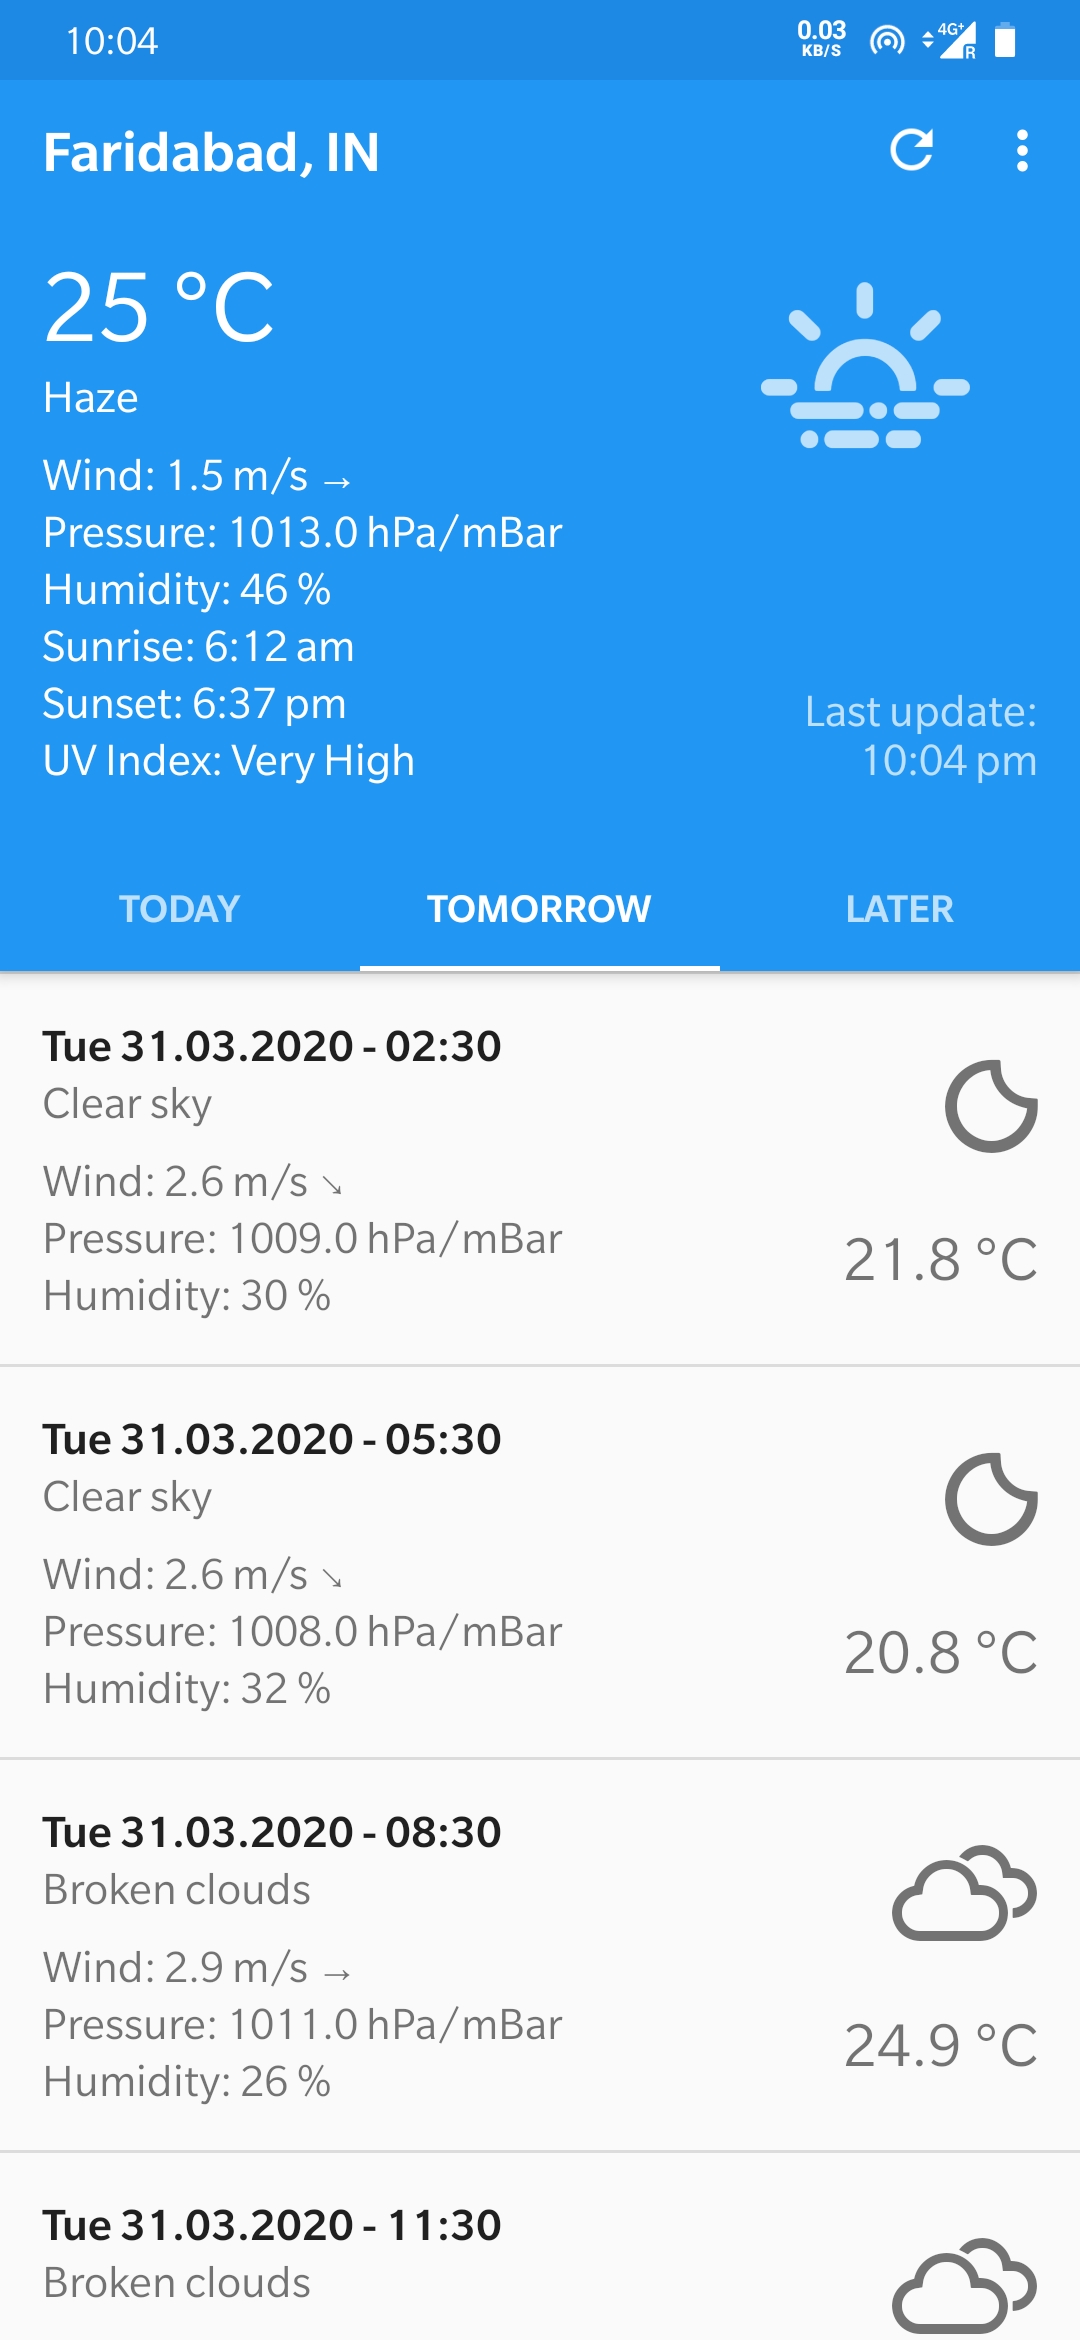 10:04
0.03
KB/S
4G+
R
Faridabad, IN
25 °C
Haze
Wind: 1.5 m/s →
Pressure: 1013.0 hPa/mBar
Humidity: 46 %
Sunrise: 6:12 am
Sunset: 6:37 pm
UV Index: Very High
Last update:
10:04 pm
TODAY TOMORROW LATER
Tue 31.03.2020 - 02:30
Clear sky
Wind: 2.6 m/s ↘
Pressure: 1009.0 hPa/mBar
Humidity: 30 %
21.8 °C
Tue 31.03.2020 - 05:30
Clear sky
Wind: 2.6 m/s ↘
Pressure: 1008.0 hPa/mBar
Humidity: 32 %
20.8 °C
Tue 31.03.2020 - 08:30
Broken clouds
Wind: 2.9 m/s →
Pressure: 1011.0 hPa/mBar
Humidity: 26 %
24.9 °C
Tue 31.03.2020 - 11:30
Broken clouds